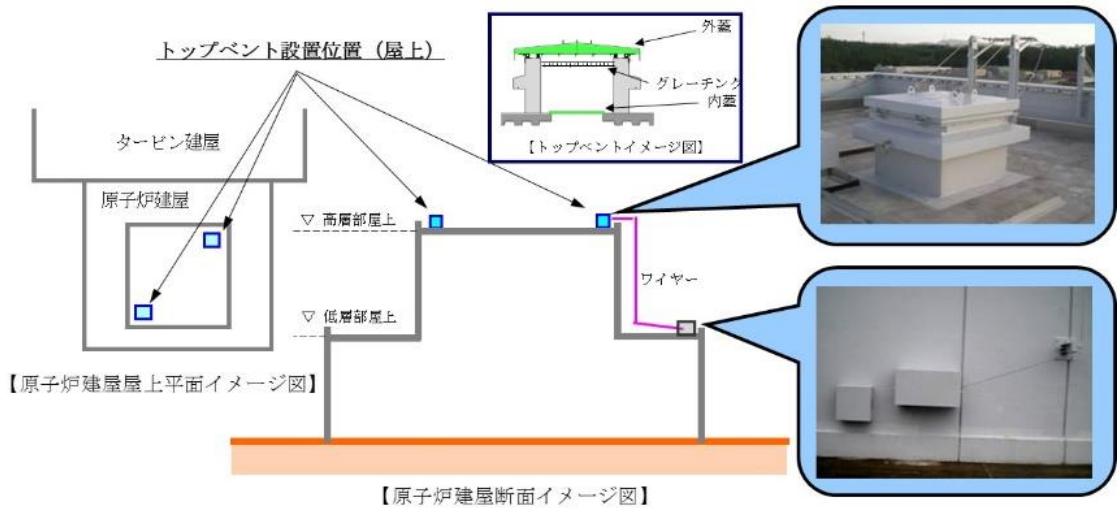 トップベント設置位置（屋上）
外蓋
グレーチング
内蓋
【トップベントイメージ図】
タービン建屋
原子炉建屋
▽ 高層部屋上
ワイヤー
▽ 低層部屋上
【原子炉建屋屋上平面イメージ図】
【原子炉建屋断面イメージ図】